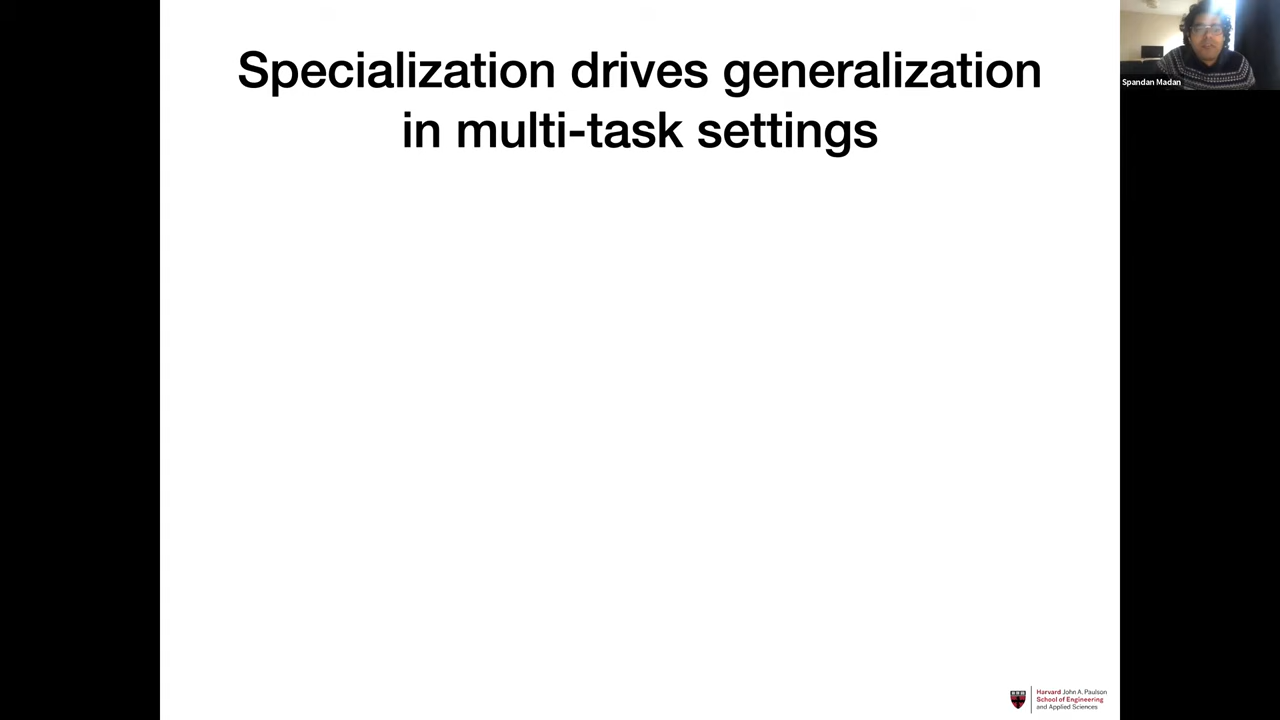 Specialization drives generalization
in multi-task settings
Spandan Madan
Harvard John A. Paulson
School of Engineering
and Applied Sciences